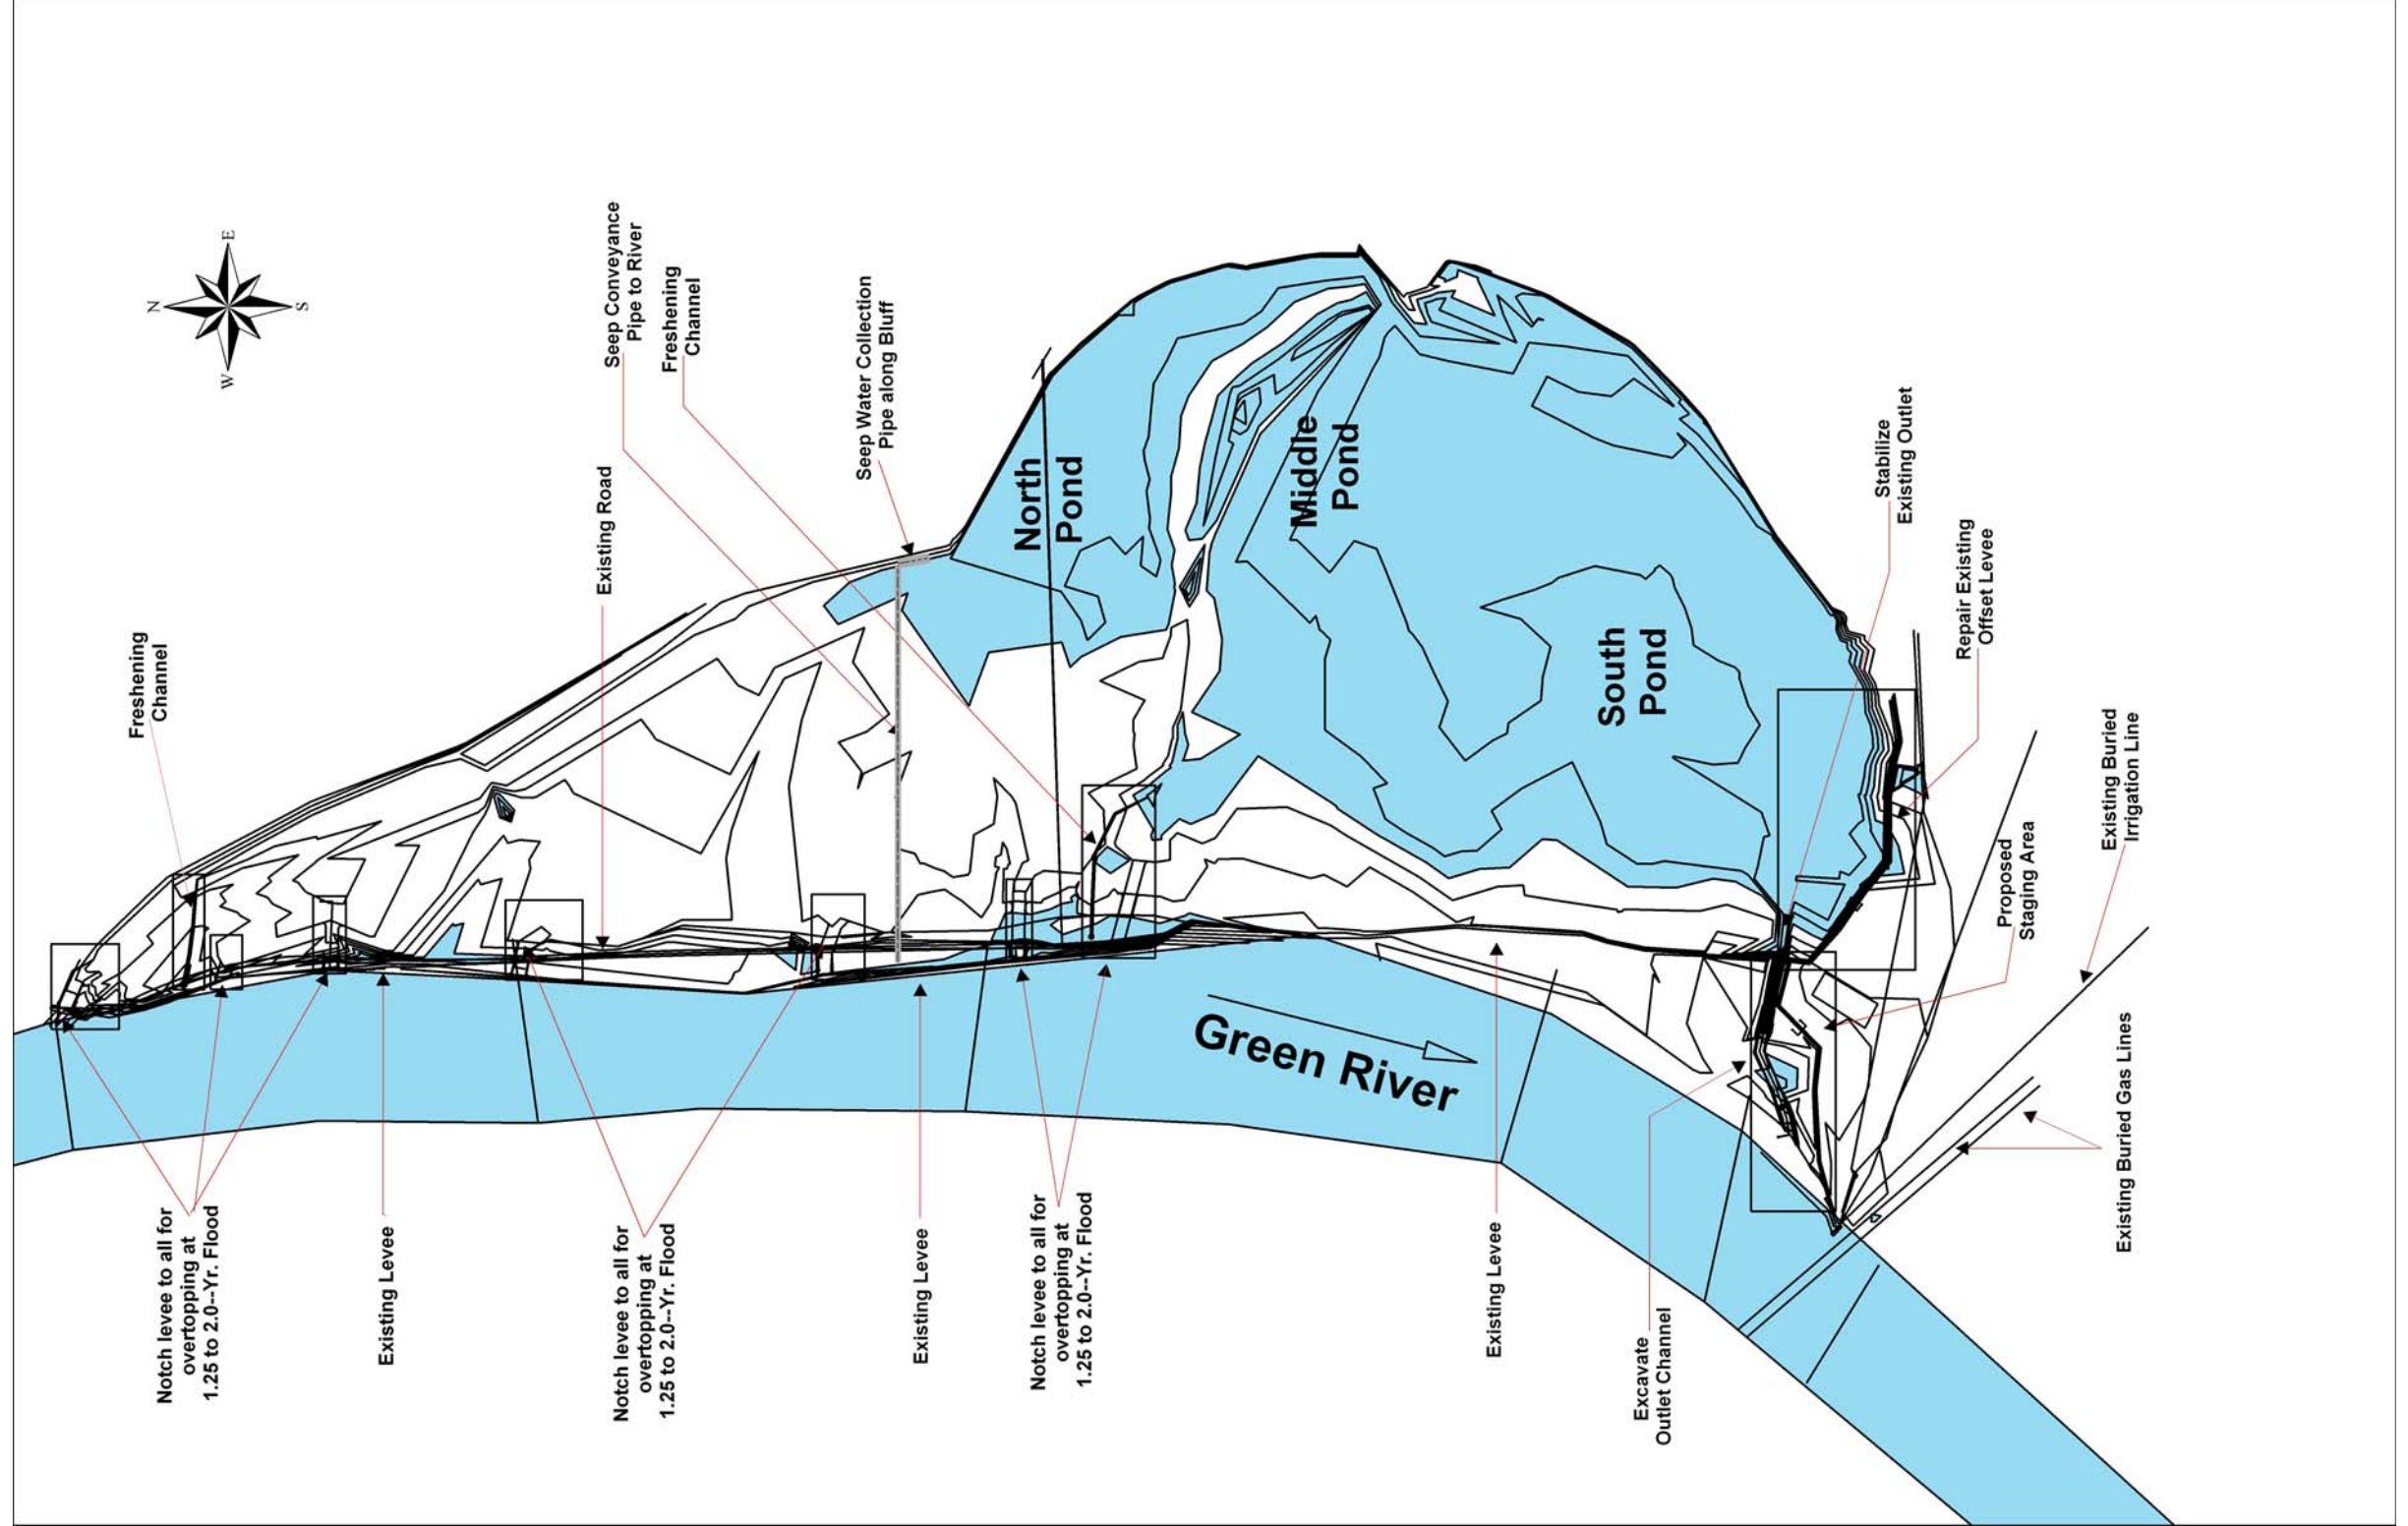 N
E
S
W
Freshening
Channel
Existing Road
Seep Conveyance
Pipe to River
Freshening
Channel
Seep Water Collection
Pipe along Bluff
North
Pond
Middle
Pond
South
Pond
Stabilize
Existing Outlet
Repair Existing
Offset Levee
Proposed
Staging Area
Existing Buried
Irrigation Line
Existing Buried Gas Lines
Green River
Notch levee to all for
overtopping at
1.25 to 2.0--Yr. Flood
Existing Levee
Notch levee to all for
overtopping at
1.25 to 2.0--Yr. Flood
Existing Levee
Notch levee to all for
overtopping at
1.25 to 2.0--Yr. Flood
Existing Levee
Excavate
Outlet Channel